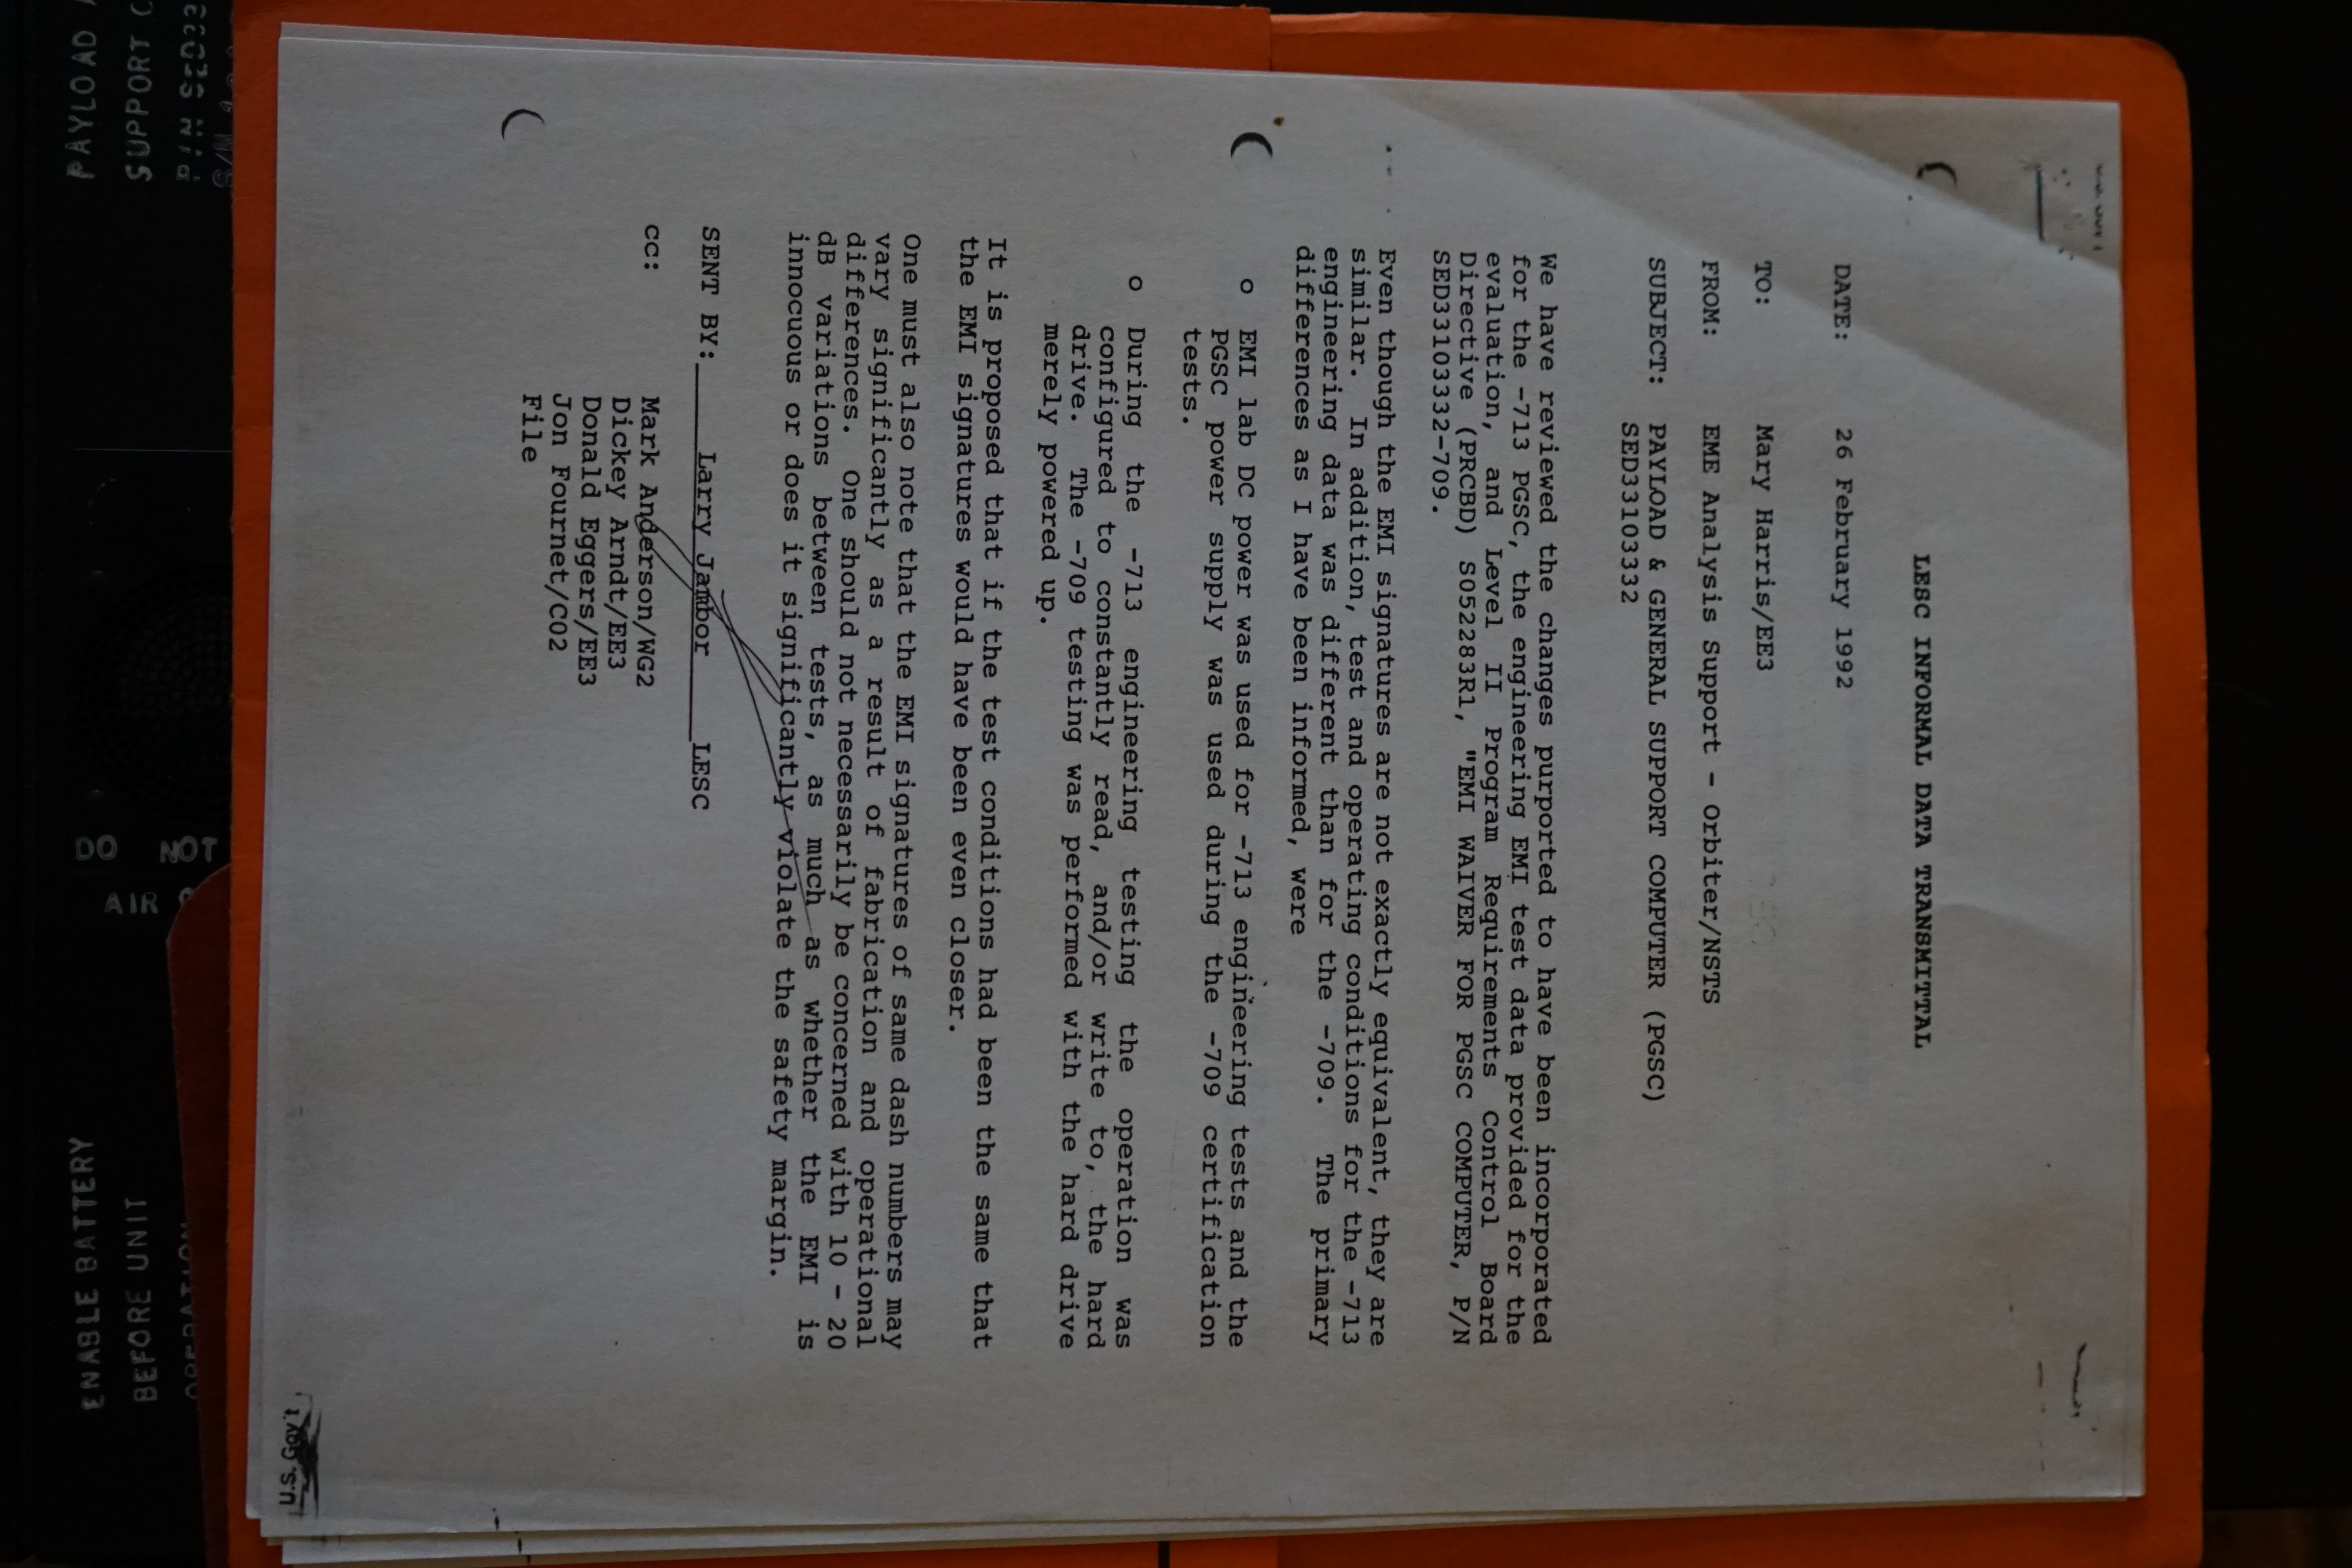 LESC INFORMAL DATA TRANSMITTAL
DATE: 26 February 1992
TO: Mary Harris/EE3
FROM: EME Analysis Support - Orbiter/NSTS
SUBJECT: PAYLOAD & GENERAL SUPPORT COMPUTER (PGSC)
SED33103332
We have reviewed the changes purported to have been incorporated
for the -713 PGSC, the engineering EMI test data provided for the
evaluation, and Level II Program Requirements Control Board
Directive (PRCBD) S052283R1, "EMI WAIVER FOR PGSC COMPUTER, P/N
SED33103332-709.
Even though the EMI signatures are not exactly equivalent, they are
similar. In addition, test and operating conditions for the -713
engineering data was different than for the -709. The primary
differences as I have been informed, were
o EMI lab DC power was used for -713 engineering tests and the
PGSC power supply was used during the -709 certification
tests.
o During the -713 engineering testing the operation was
configured to constantly read, and/or write to, the hard
drive. The -709 testing was performed with the hard drive
merely powered up.
It is proposed that if the test conditions had been the same that
the EMI signatures would have been even closer.
One must also note that the EMI signatures of same dash numbers may
vary significantly as a result of fabrication and operational
differences. One should not necessarily be concerned with 10 - 20
dB variations between tests, as much as whether the EMI is
innocuous or does it significantly violate the safety margin.
SENT BY: Larry Jambor LESC
cc: Mark Anderson/WG2
Dickey Arndt/EE3
Donald Eggers/EE3
Jon Fournet/C02
File
U.S. Gov't
PAYLOAD
SUPPORT
DO NOT
AIR
ENABLE BATTERY
BEFORE UNIT